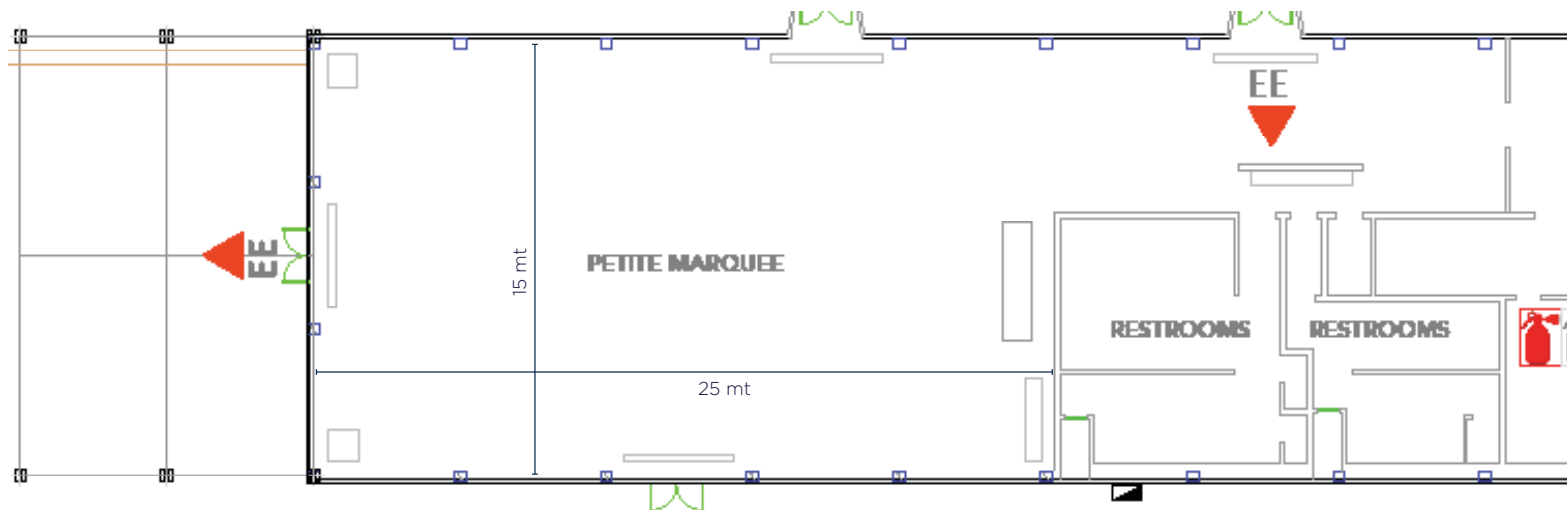 EE
EE
PETITE MARQUEE
15 mt
RESTROOMS
RESTROOMS
25 mt